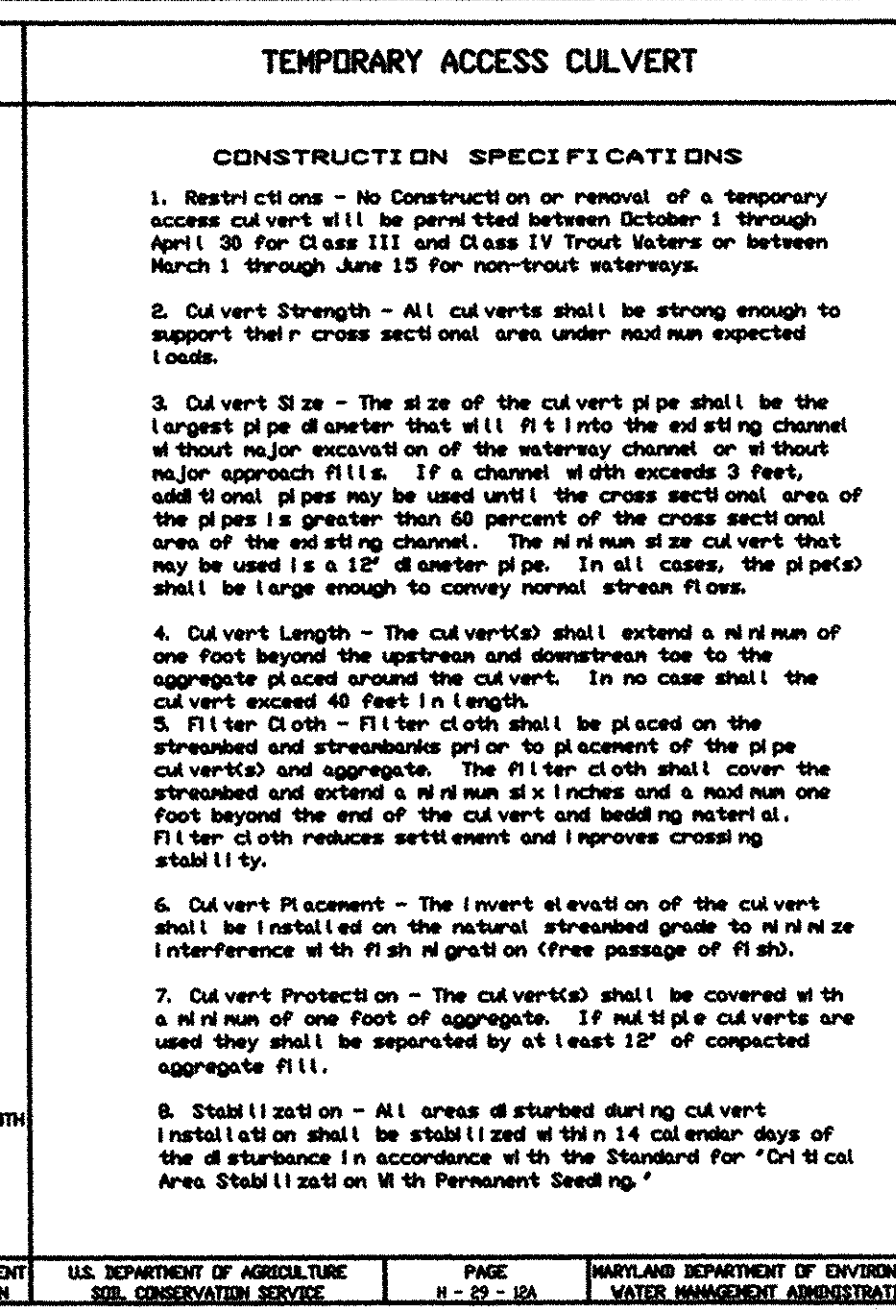 TEMPORARY ACCESS CULVERT
CONSTRUCTION SPECIFICATIONS
1. Restrictions - No Construction or removal of a temporary
access culvert will be permitted between October 1 through
April 30 for Class III and Class IV Trout Waters or between
March 1 through June 15 for non-trout waterways.
2. Culvert Strength - All culverts shall be strong enough to
support their cross sectional area under maximum expected
loads.
3. Culvert Size - The size of the culvert pipe shall be the
largest pipe diameter that will fit into the existing channel
without major excavation of the waterway channel or without
major approach fills. If a channel width exceeds 3 feet,
additional pipes may be used until the cross sectional area of
the pipes is greater than 60 percent of the cross sectional
area of the existing channel. The minimum size culvert that
may be used is a 12" diameter pipe. In all cases, the pipe(s)
shall be large enough to convey normal stream flows.
4. Culvert Length - The culvert(s) shall extend a minimum of
one foot beyond the upstream and downstream toe to the
aggregate placed around the culvert. In no case shall the
culvert exceed 40 feet in length.
5. Filter Cloth - Filter cloth shall be placed on the
streambed and streambanks prior to placement of the pipe
culvert(s) and aggregate. The filter cloth shall cover the
streambed and extend a minimum six inches and a maximum one
foot beyond the end of the culvert and bedding material.
Filter cloth reduces settlement and improves crossing
stability.
6. Culvert Placement - The invert elevation of the culvert
shall be installed on the natural streambed grade to minimize
interference with fish migration (free passage of fish).
7. Culvert Protection - The culvert(s) shall be covered with
a minimum of one foot of aggregate. If multiple culverts are
used they shall be separated by at least 12" of compacted
aggregate fill.
8. Stabilization - All areas disturbed during culvert
installation shall be stabilized within 14 calendar days of
the disturbance in accordance with the Standard for "Critical
Area Stabilization With Permanent Seeding."
U.S. DEPARTMENT OF AGRICULTURE
SOIL CONSERVATION SERVICE
PAGE
H - 29 - 12A
MARYLAND DEPARTMENT OF ENVIRON
WATER MANAGEMENT ADMINISTRAT